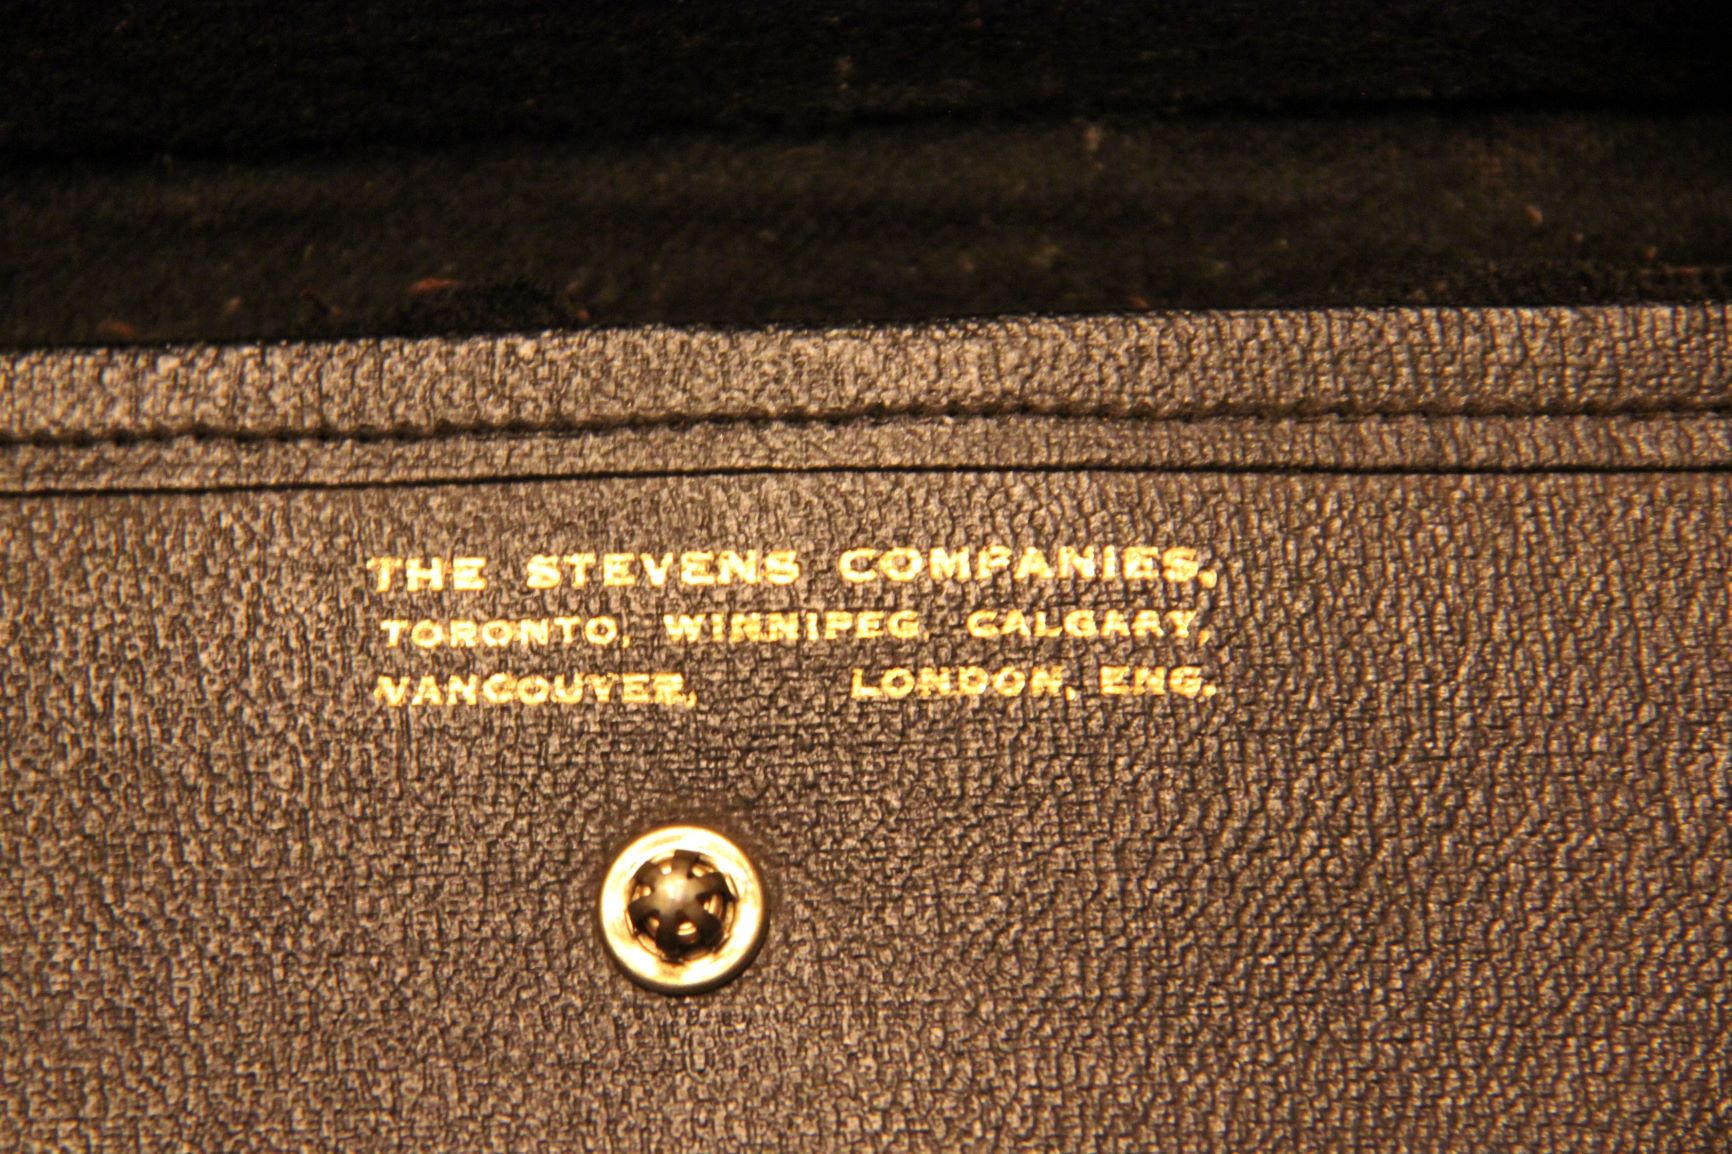 THE STEVENS COMPANIES,
TORONTO, WINNIPEG, CALGARY,
VANCOUVER, LONDON, ENG.